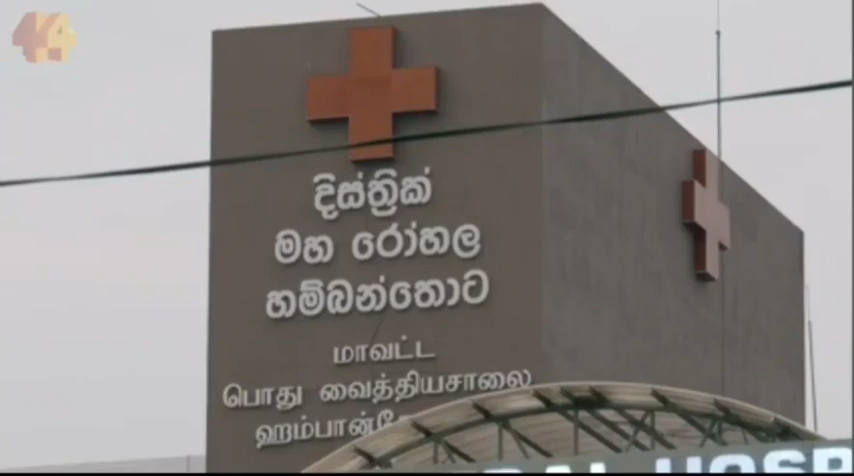 දිස්ත්‍රික්
මහ රෝහල
හම්බන්තොට
மாவட்ட
பொது வைத்தியசாலை